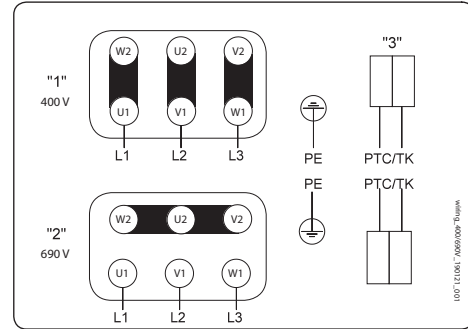 "1"
400 V
W2 U2 V2
U1 V1 W1
L1 L2 L3
"2"
690 V
W2 U2 V2
U1 V1 W1
L1 L2 L3
PE
PE
"3"
PTC/TK
PTC/TK
wiring_400/690V_190121_001